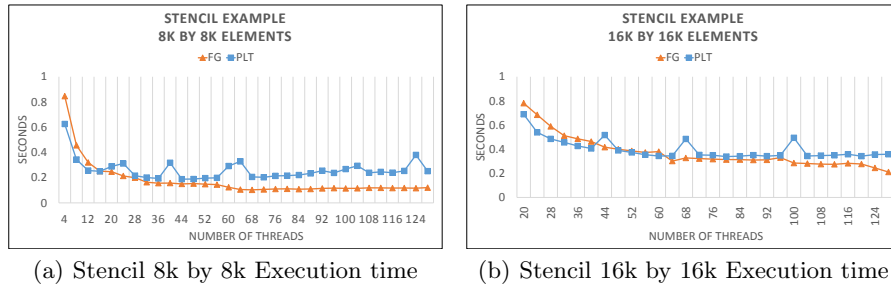 STENCIL EXAMPLE
8K BY 8K ELEMENTS
FG PLT
1
0.8
0.6
0.4
0.2
0
SECONDS
4 12 20 28 36 44 52 60 68 76 84 92 100 108 116 124
NUMBER OF THREADS
(a) Stencil 8k by 8k Execution time
STENCIL EXAMPLE
16K BY 16K ELEMENTS
FG PLT
1
0.8
0.6
0.4
0.2
0
SECONDS
20 28 36 44 52 60 68 76 84 92 100 108 116 124
NUMBER OF THREADS
(b) Stencil 16k by 16k Execution time